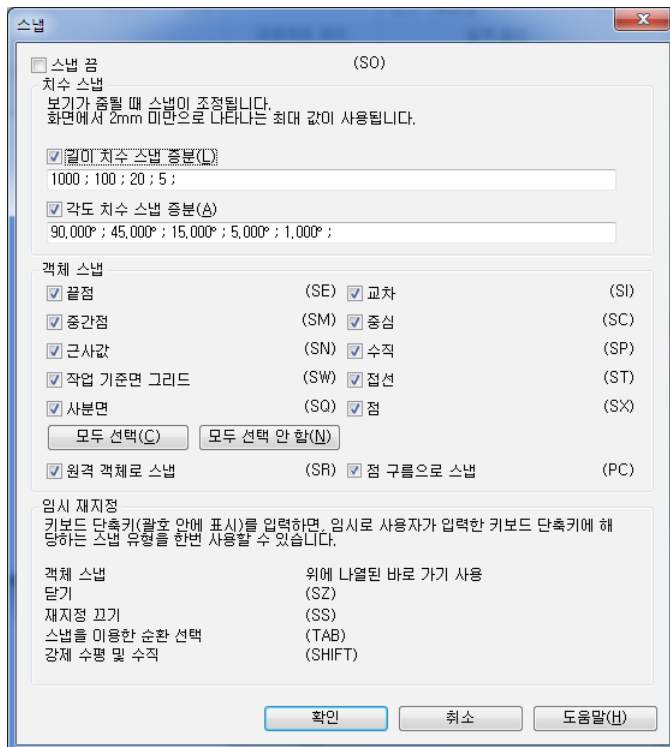 스냅
스냅 끔 (SO)
치수 스냅
보기가 줌될 때 스냅이 조정됩니다.
화면에서 2mm 미만으로 나타나는 최대 값이 사용됩니다.
길이 치수 스냅 증분(L)
1000 ; 100 ; 20 ; 5 ;
각도 치수 스냅 증분(A)
90,000° ; 45,000° ; 15,000° ; 5,000° ; 1,000° ;
객체 스냅
끝점 (SE) 교차 (SI)
중간점 (SM) 중심 (SC)
근사값 (SN) 수직 (SP)
작업 기준면 그리드 (SW) 접선 (ST)
사분면 (SQ) 점 (SX)
모두 선택(C) 모두 선택 안 함(N)
원격 객체로 스냅 (SR) 점 구름으로 스냅 (PC)
임시 재지정
키보드 단축키(괄호 안에 표시)를 입력하면, 임시로 사용자가 입력한 키보드 단축키에 해
당하는 스냅 유형을 한번 사용할 수 있습니다.
객체 스냅 위에 나열된 바로 가기 사용
닫기 (SZ)
재지정 끄기 (SS)
스냅을 이용한 순환 선택 (TAB)
강제 수평 및 수직 (SHIFT)
확인 취소 도움말(H)